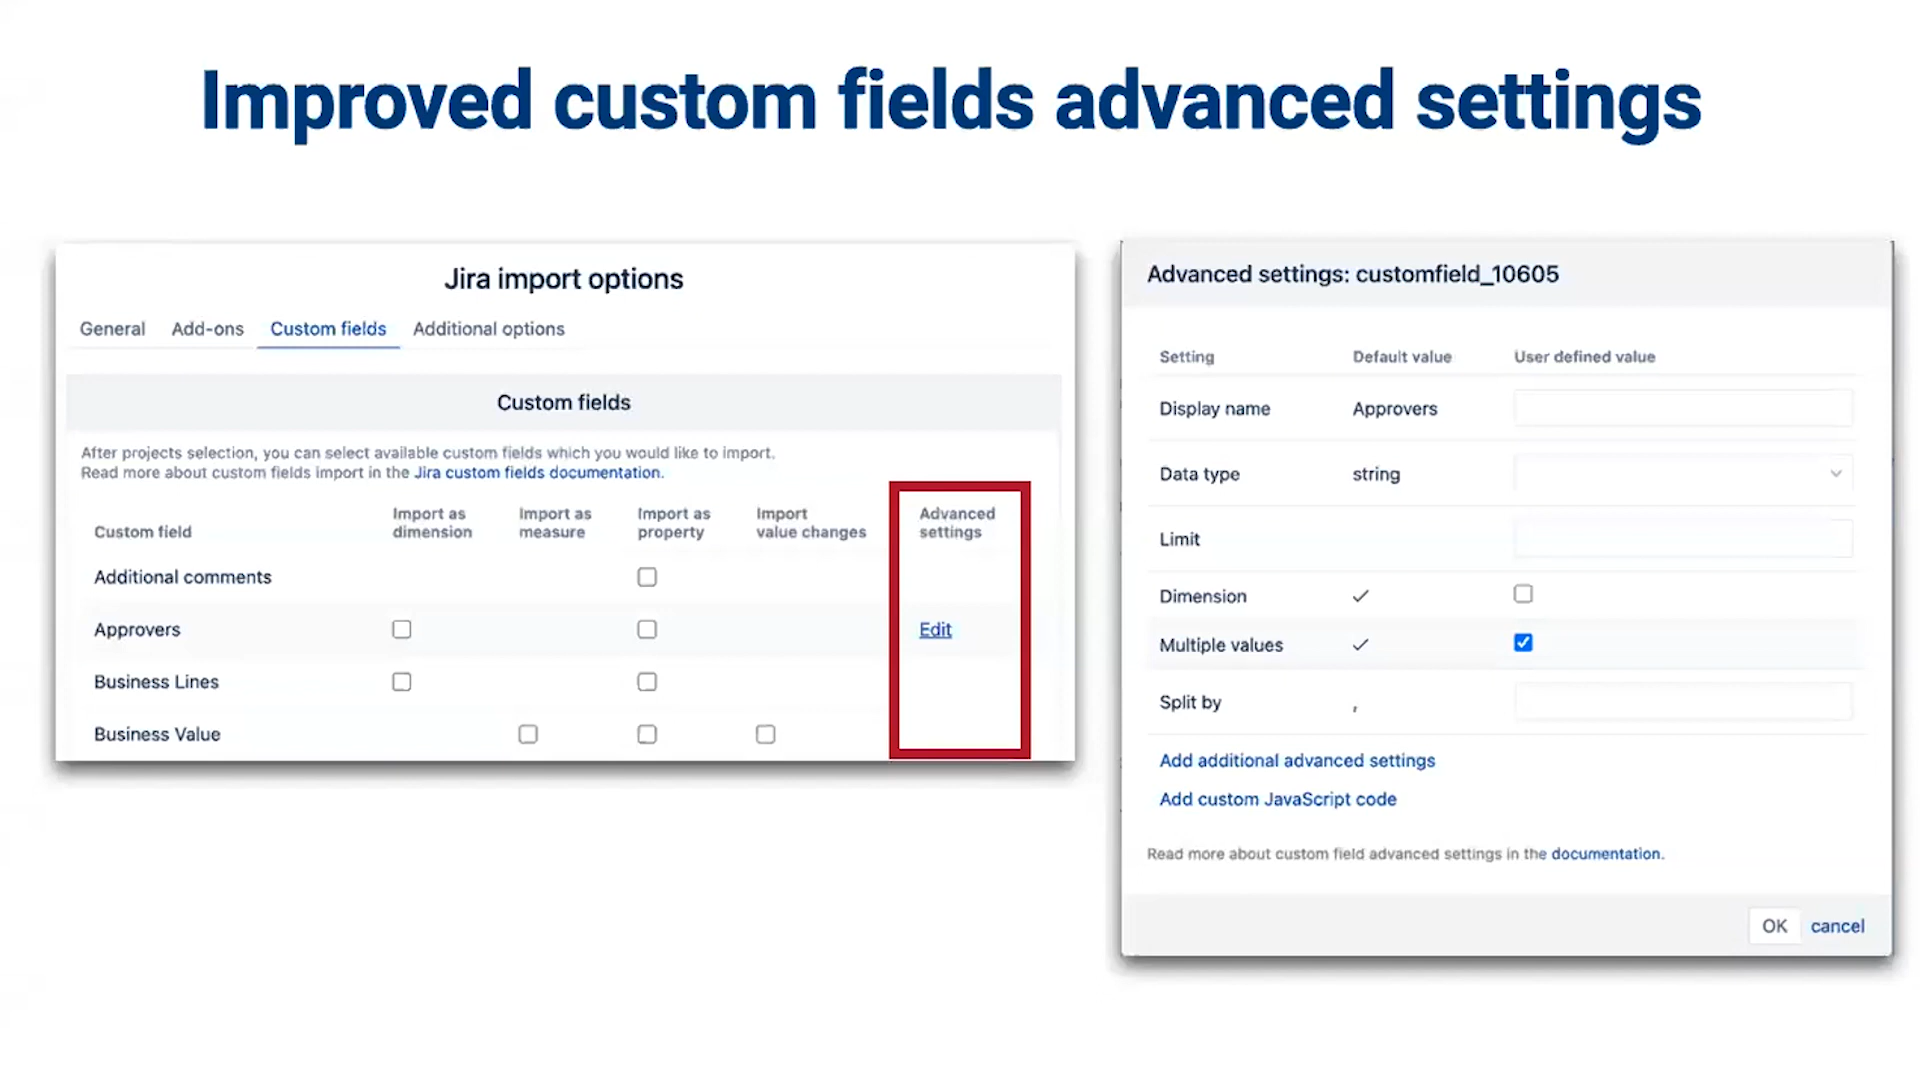 Improved custom fields advanced settings
Jira import options
General Add-ons Custom fields Additional options
Custom fields
After projects selection, you can select available custom fields which you would like to import.
Read more about custom fields import in the Jira custom fields documentation.
Custom field Import as dimension Import as measure Import as property Import value changes Advanced settings
Additional comments
Approvers Edit
Business Lines
Business Value
Advanced settings: customfield_10605
Setting Default value User defined value
Display name Approvers
Data type string
Limit
Dimension
Multiple values
Split by ,
Add additional advanced settings
Add custom JavaScript code
Read more about custom field advanced settings in the documentation.
OK cancel